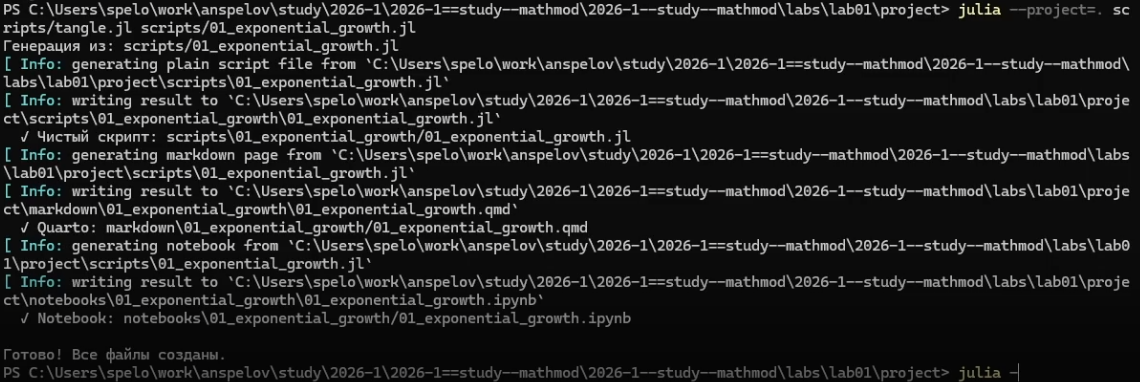 PS C:\Users\spelo\work\anspelov\study\2026-1\2026-1==study--mathmod\2026-1--study--mathmod\labs\lab01\project> julia --project=. sc
ripts/tangle.jl scripts/01_exponential_growth.jl
Генерация из: scripts/01_exponential_growth.jl
[ Info: generating plain script file from `C:\Users\spelo\work\anspelov\study\2026-1\2026-1==study--mathmod\2026-1--study--mathmod\
labs\lab01\project\scripts\01_exponential_growth.jl`
[ Info: writing result to `C:\Users\spelo\work\anspelov\study\2026-1\2026-1==study--mathmod\2026-1--study--mathmod\labs\lab01\proje
ct\scripts\01_exponential_growth\01_exponential_growth.jl`
✓ Чистый скрипт: scripts\01_exponential_growth/01_exponential_growth.jl
[ Info: generating markdown page from `C:\Users\spelo\work\anspelov\study\2026-1\2026-1==study--mathmod\2026-1--study--mathmod\labs
\lab01\project\scripts\01_exponential_growth.jl`
[ Info: writing result to `C:\Users\spelo\work\anspelov\study\2026-1\2026-1==study--mathmod\2026-1--study--mathmod\labs\lab01\proje
ct\markdown\01_exponential_growth\01_exponential_growth.qmd`
✓ Quarto: markdown\01_exponential_growth/01_exponential_growth.qmd
[ Info: generating notebook from `C:\Users\spelo\work\anspelov\study\2026-1\2026-1==study--mathmod\2026-1--study--mathmod\labs\lab0
1\project\scripts\01_exponential_growth.jl`
[ Info: writing result to `C:\Users\spelo\work\anspelov\study\2026-1\2026-1==study--mathmod\2026-1--study--mathmod\labs\lab01\proje
ct\notebooks\01_exponential_growth\01_exponential_growth.ipynb`
✓ Notebook: notebooks\01_exponential_growth/01_exponential_growth.ipynb
Готово! Все файлы созданы.
PS C:\Users\spelo\work\anspelov\study\2026-1\2026-1==study--mathmod\2026-1--study--mathmod\labs\lab01\project> julia -